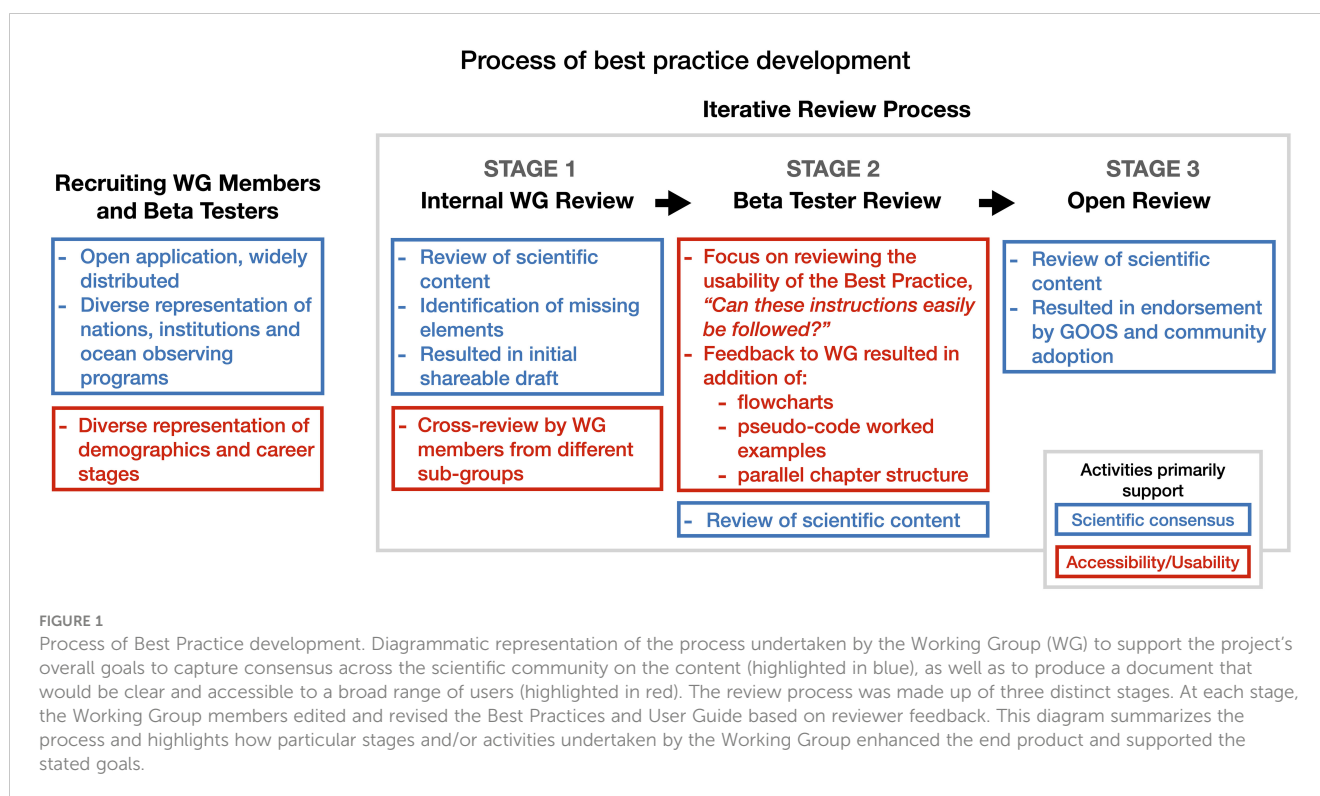 Process of best practice development
Iterative Review Process
Recruiting WG Members
and Beta Testers
- Open application, widely
distributed
- Diverse representation of
nations, institutions and
ocean observing
programs
- Diverse representation of
demographics and career
stages
STAGE 1
Internal WG Review
- Review of scientific
content
- Identification of missing
elements
- Resulted in initial
shareable draft
- Cross-review by WG
members from different
sub-groups
STAGE 2
Beta Tester Review
- Focus on reviewing the
usability of the Best Practice,
“Can these instructions easily
be followed?”
- Feedback to WG resulted in
addition of:
- flowcharts
- pseudo-code worked
examples
- parallel chapter structure
- Review of scientific content
STAGE 3
Open Review
- Review of scientific
content
- Resulted in endorsement
by GOOS and community
adoption
Activities primarily
support
Scientific consensus
Accessibility/Usability
FIGURE 1
Process of Best Practice development. Diagrammatic representation of the process undertaken by the Working Group (WG) to support the project’s
overall goals to capture consensus across the scientific community on the content (highlighted in blue), as well as to produce a document that
would be clear and accessible to a broad range of users (highlighted in red). The review process was made up of three distinct stages. At each stage,
the Working Group members edited and revised the Best Practices and User Guide based on reviewer feedback. This diagram summarizes the
process and highlights how particular stages and/or activities undertaken by the Working Group enhanced the end product and supported the
stated goals.